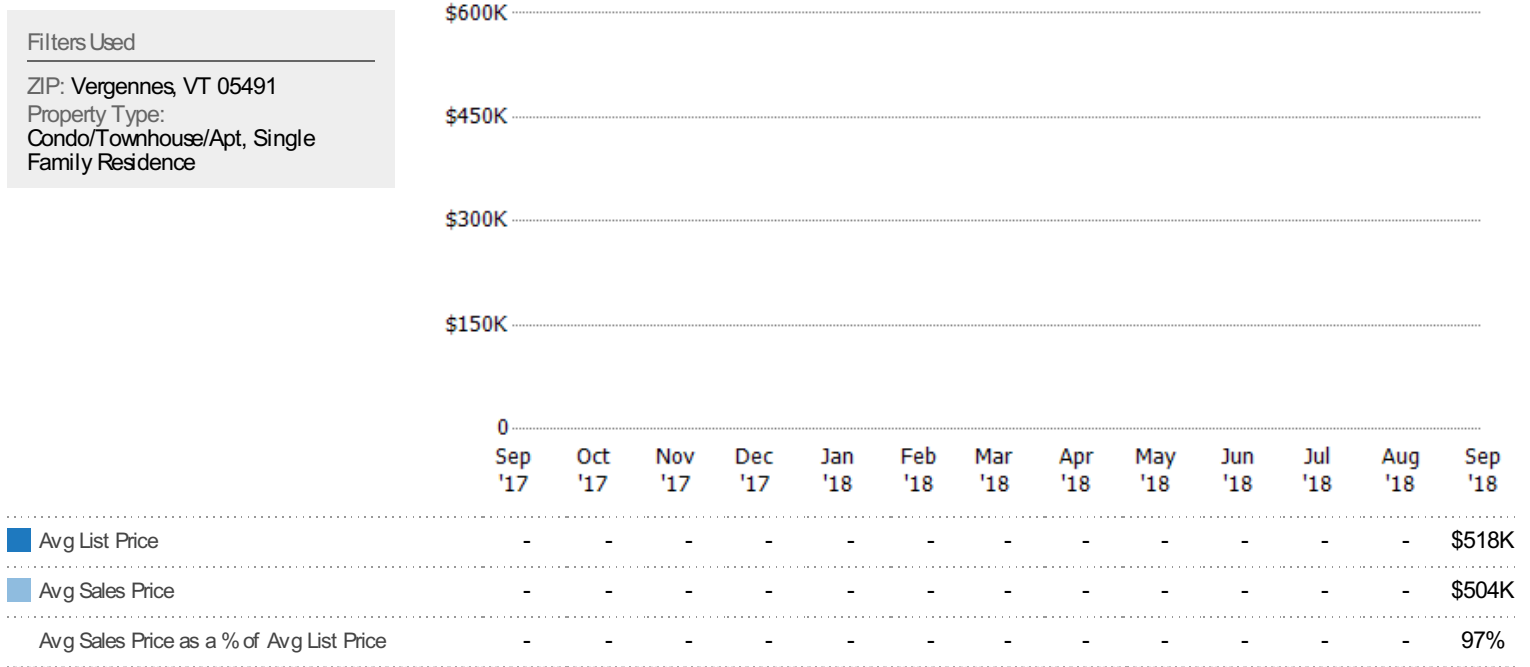 Filters Used
ZIP: Vergennes, VT 05491
Property Type:
Condo/Townhouse/Apt, Single
Family Residence
$600K
$450K
$300K
$150K
0
Sep Oct Nov Dec Jan Feb Mar Apr May Jun Jul Aug Sep
'17 '17 '17 '17 '18 '18 '18 '18 '18 '18 '18 '18 '18
Avg List Price - - - - - - - - - - - - $518K
Avg Sales Price - - - - - - - - - - - - $504K
Avg Sales Price as a % of Avg List Price - - - - - - - - - - - - 97%